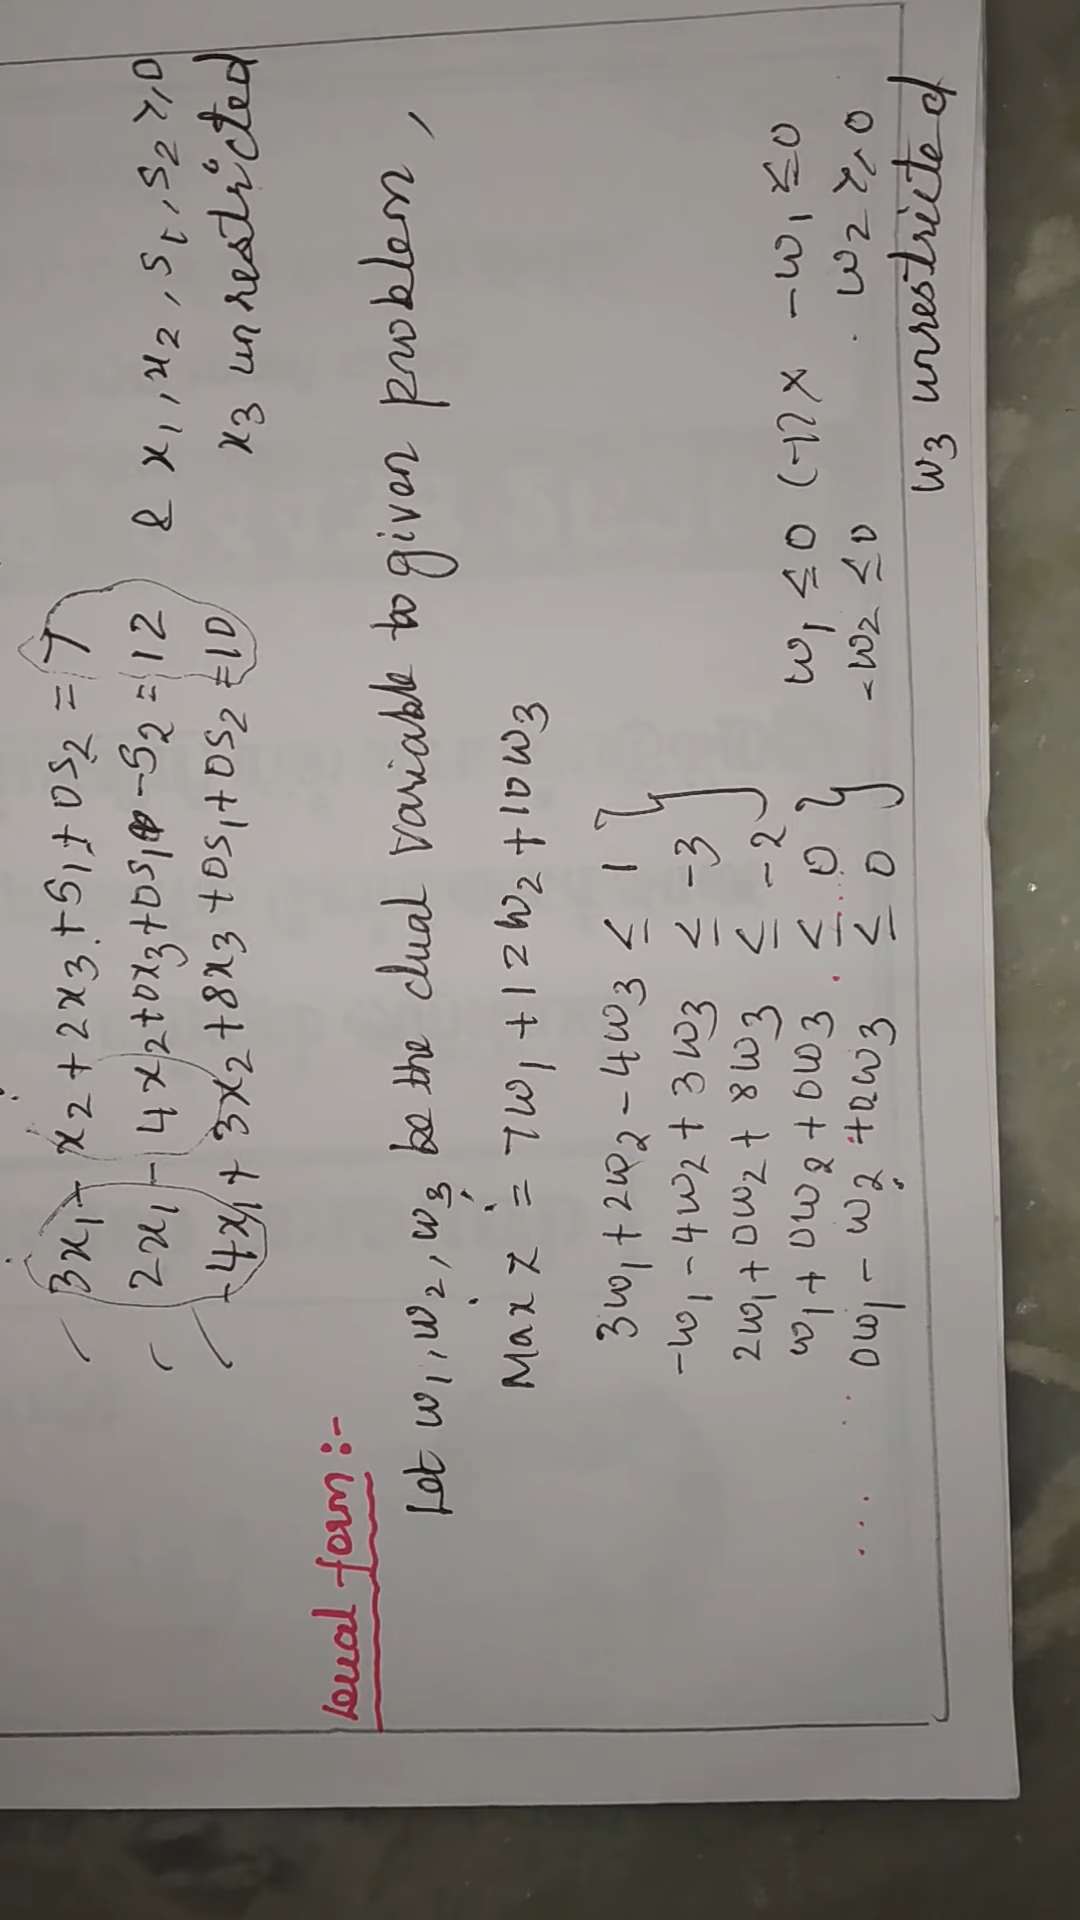 3x₁ - x₂ + 2x₃ + S₁ + 0S₂ = 7
2x₁ - 4x₂ + 0x₃ + 0S₁ - S₂ = 12 & x₁, x₂, S₁, S₂ ≥ 0
-4x₁ + 3x₂ + 8x₃ + 0S₁ + 0S₂ = 10 x₃ unrestricted
Dual form :-
Let w₁, w₂, w₃ be the dual variable to given problem,
Max Z = 7w₁ + 12w₂ + 10w₃
3w₁ + 2w₂ - 4w₃ ≤ 1
-w₁ - 4w₂ + 3w₃ ≤ -3
2w₁ + 0w₂ + 8w₃ ≤ -2
w₁ + 0w₂ + 0w₃ ≤ 0 w₁ ≤ 0 (-1) x -w₁ ≤ 0
0w₁ - w₂ + 0w₃ ≤ 0 -w₂ ≤ 0 w₂ ≥ 0
w₃ unrestricted